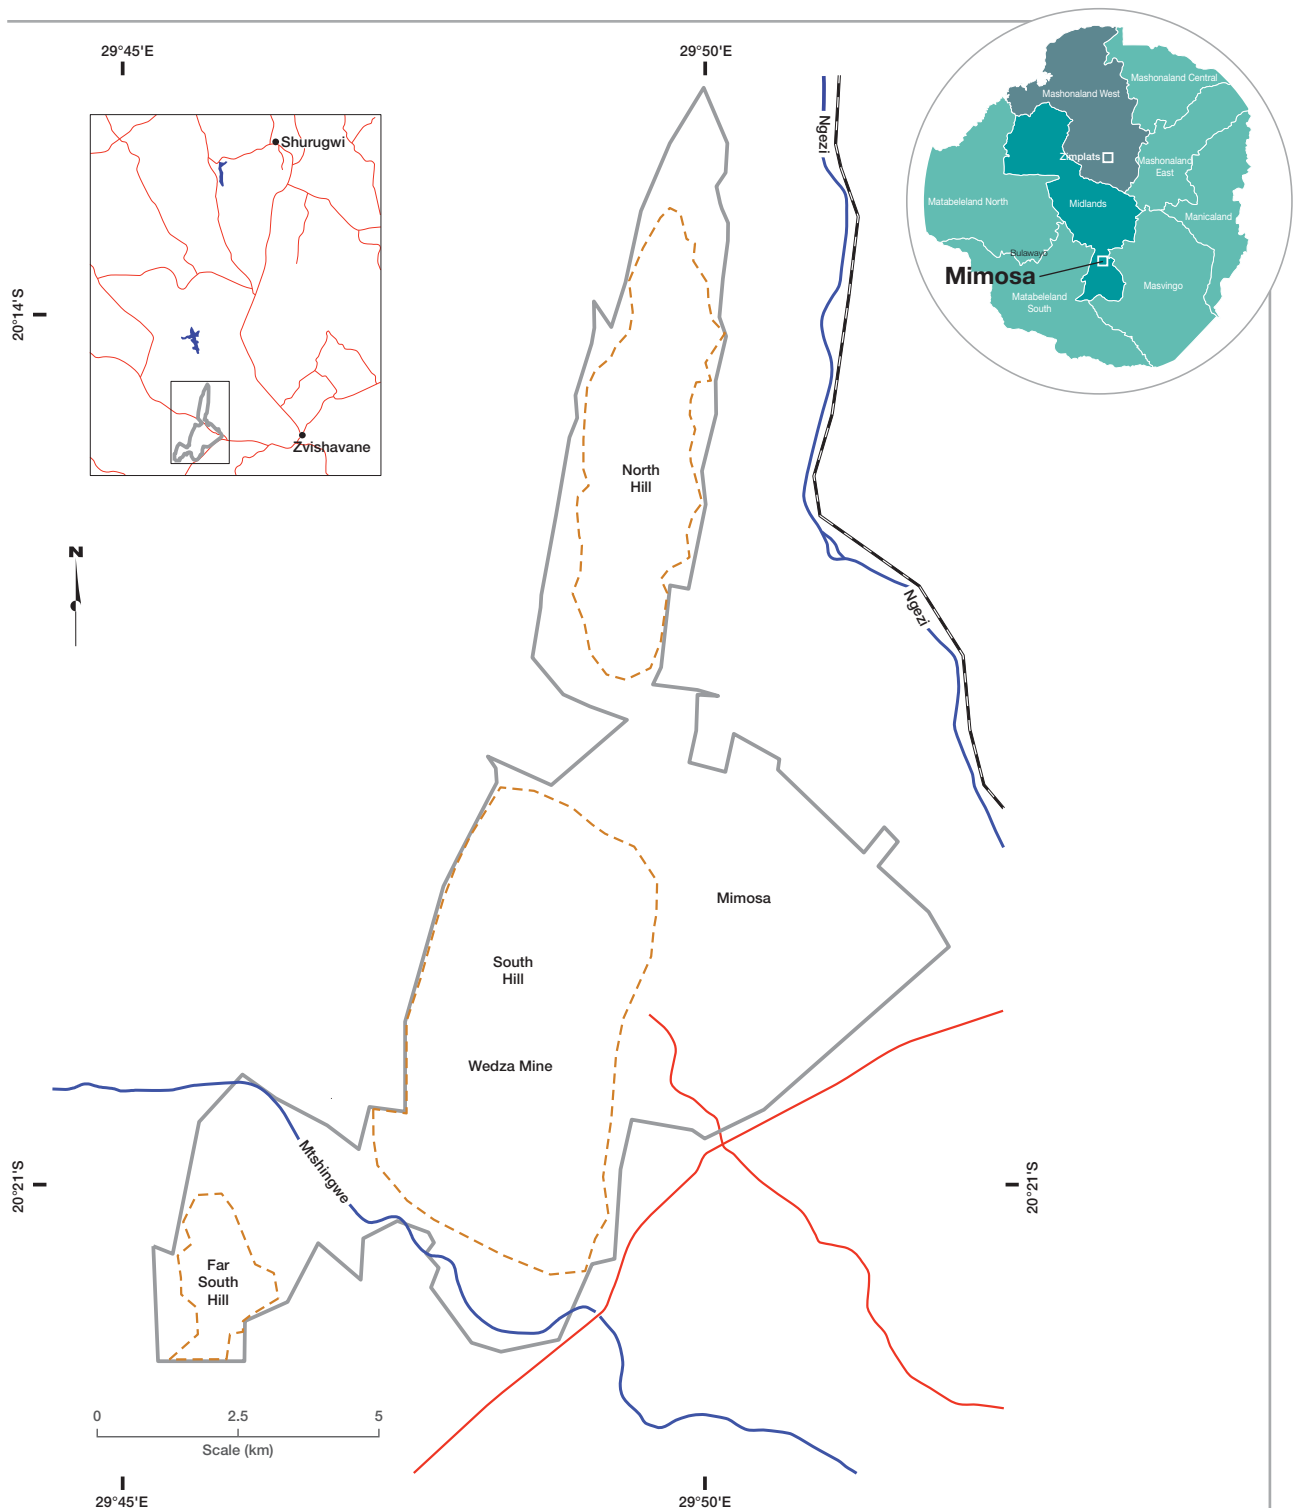 29°45'E
29°50'E
Shurugwi
Zvishavane
Mashonaland Central
Mashonaland West
Zimplats
Mashonaland
East
Matabeleland North
Midlands
Manicaland
Bulawayo
Mimosa
Masvingo
Matabeleland
South
Ngezi
20°14'S
North
Hill
N
Ngezi
Mimosa
South
Hill
Wedza Mine
Mtshingwe
20°21'S
20°21'S
Far
South
Hill
0
2.5
5
Scale (km)
29°45'E
29°50'E